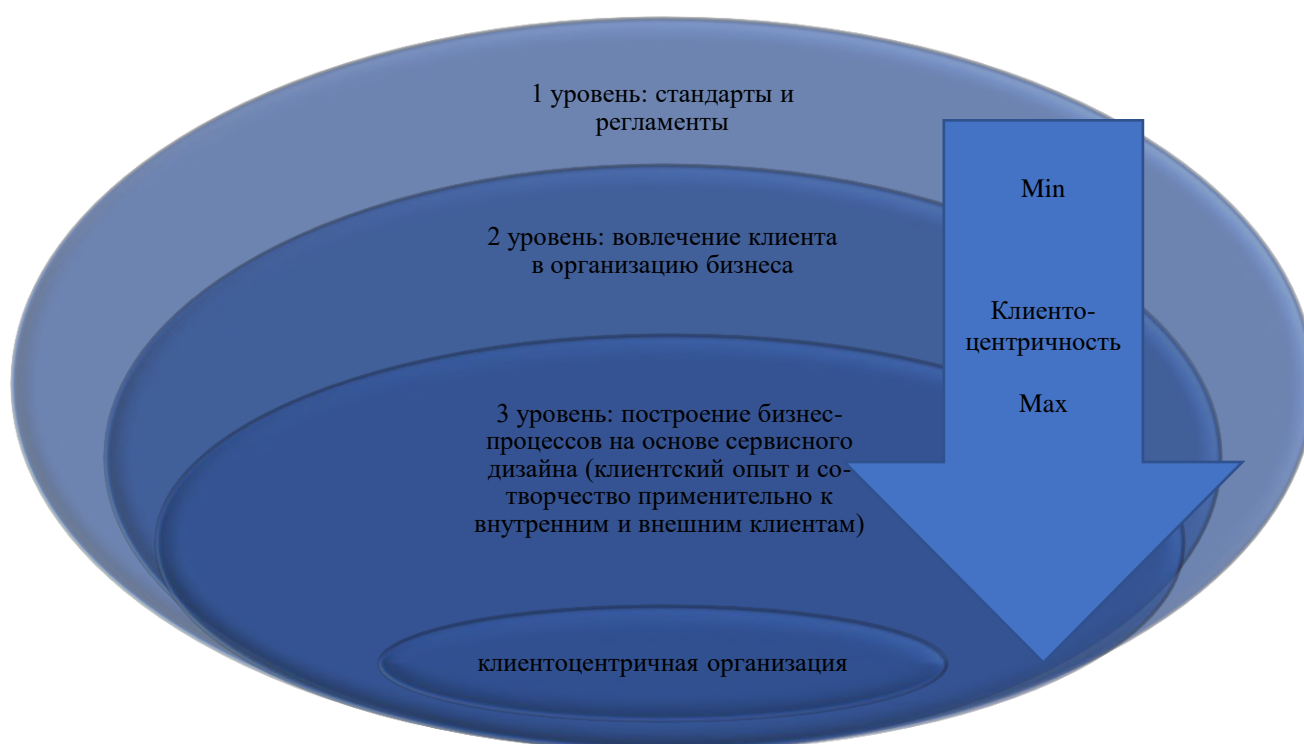 1 уровень: стандарты и
регламенты
2 уровень: вовлечение клиента
в организацию бизнеса
3 уровень: построение бизнес-
процессов на основе сервисного
дизайна (клиентский опыт и со-
творчество применительно к
внутренним и внешним клиентам)
клиентоцентричная организация
Min
Клиенто-
центричность
Max